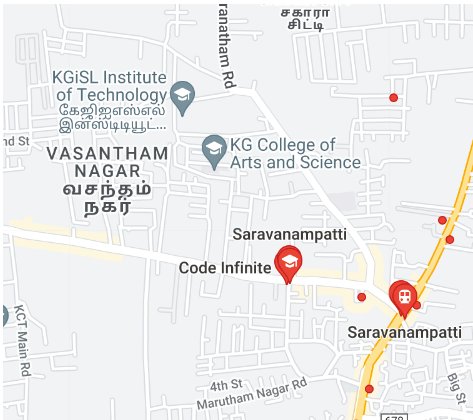 சகாரா
சிட்டி
ranatham Rd
KGiSL Institute
of Technology
கேஜிஐஎஸ்எல்
இன்ஸ்டிடியூட்...
nd St
KG College of
Arts and Science
VASANTHAM
NAGAR
வசந்தம்
நகர்
Saravanampatti
Code Infinite
Saravanampatti
KCT Main Rd
4th St
Marutham Nagar Rd
Big St